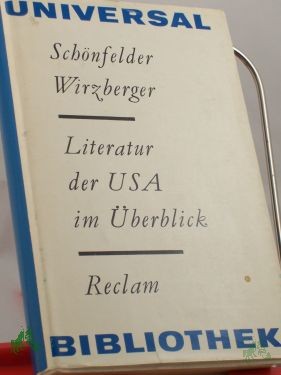 UNIVERSAL
Schönfelder
Wirzberger
Literatur
der USA
im Überblick
Reclam
BIBLIOTHEK